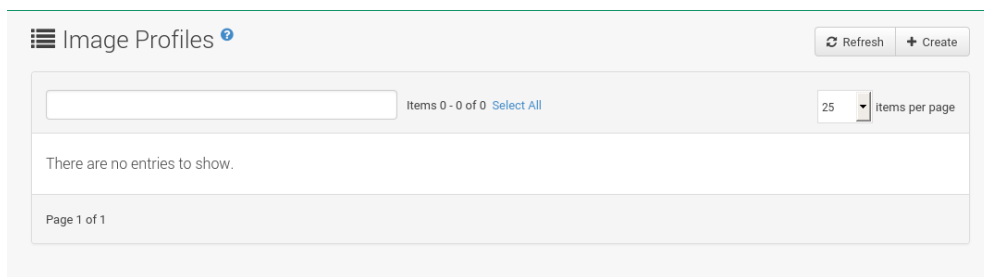 Image Profiles ?
Refresh + Create
Items 0 - 0 of 0 Select All
25 items per page
There are no entries to show.
Page 1 of 1